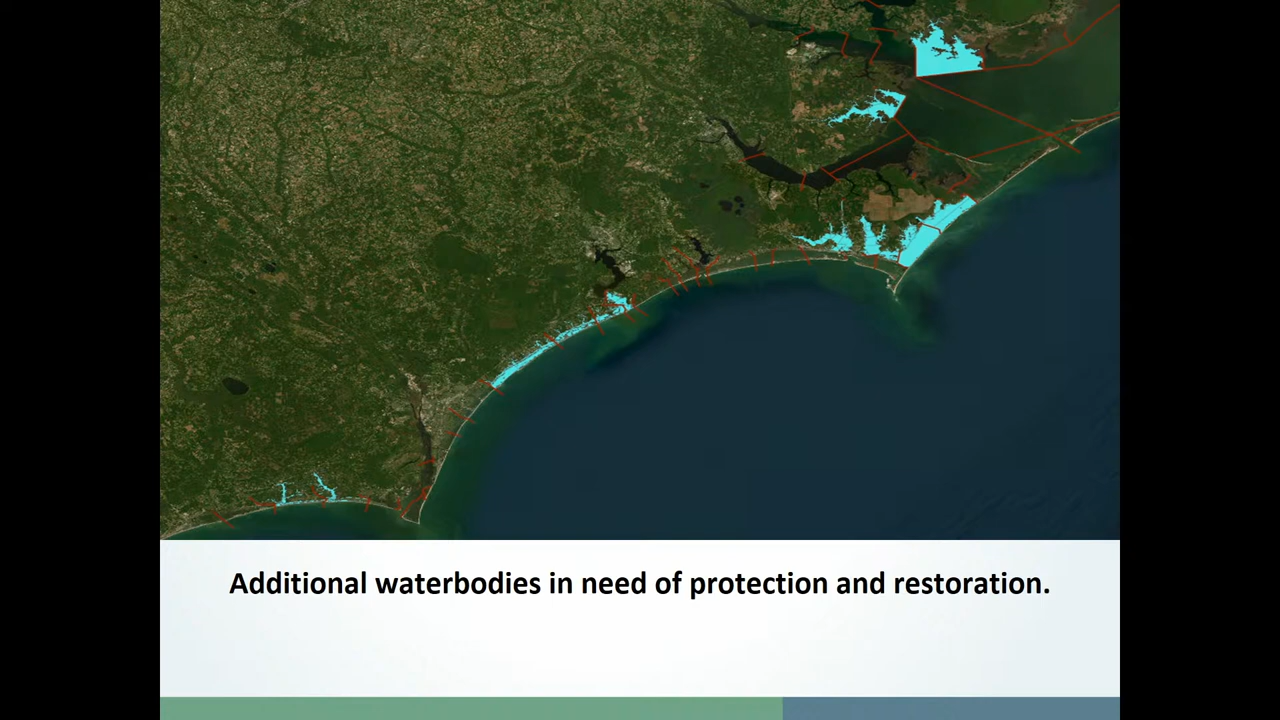 Additional waterbodies in need of protection and restoration.